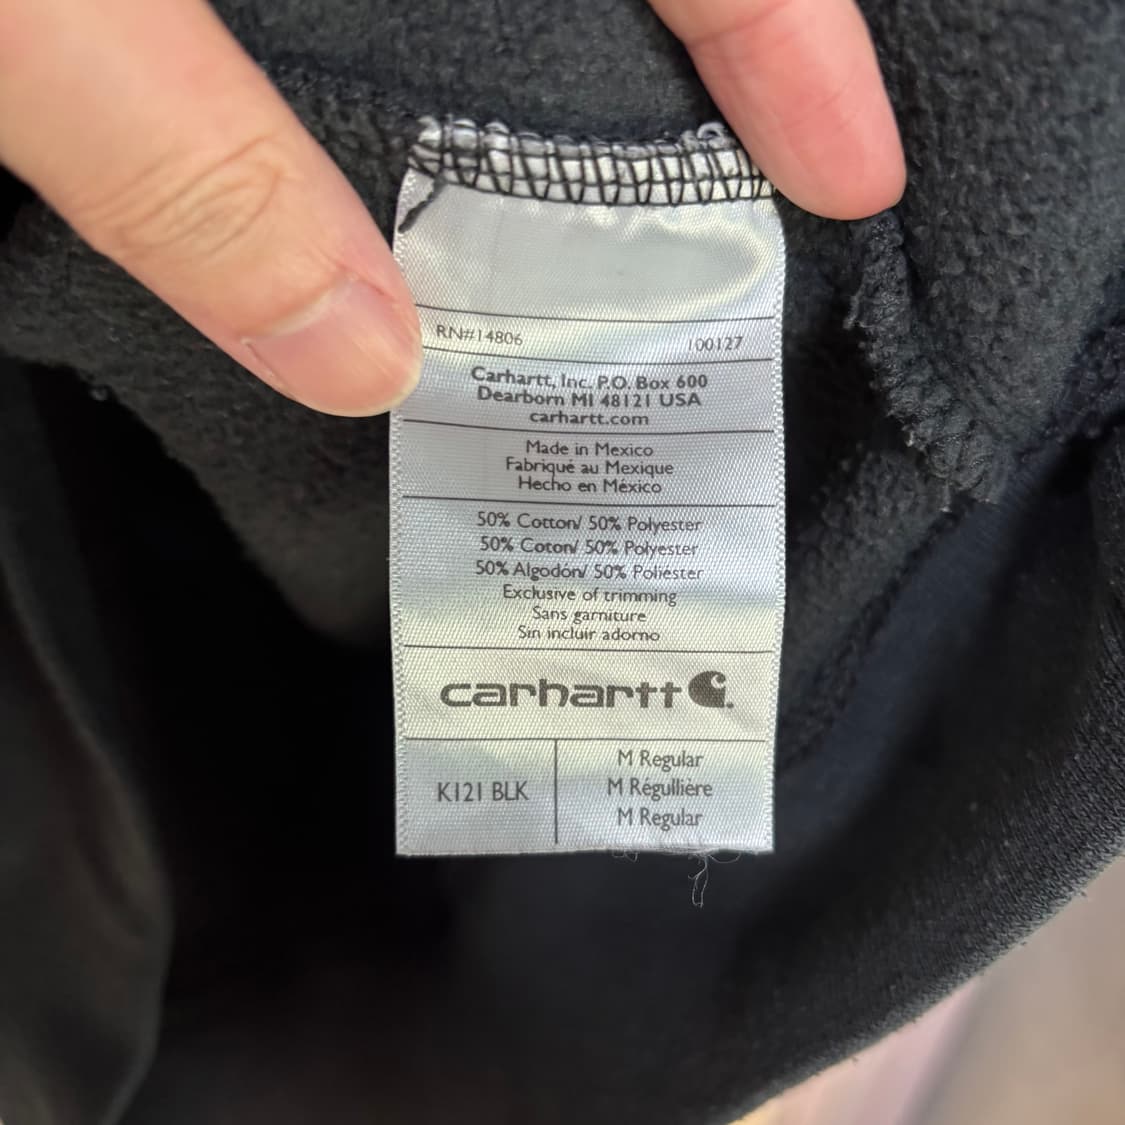 RN#14806 100127
Carhartt, Inc. P.O. Box 600
Dearborn MI 48121 USA
carhartt.com
Made in Mexico
Fabriqué au Mexique
Hecho en México
50% Cotton/ 50% Polyester
50% Coton/ 50% Polyester
50% Algodón/ 50% Poliéster
Exclusive of trimming
Sans garniture
Sin incluir adorno
carhartt
K121 BLK
M Regular
M Régullière
M Regular